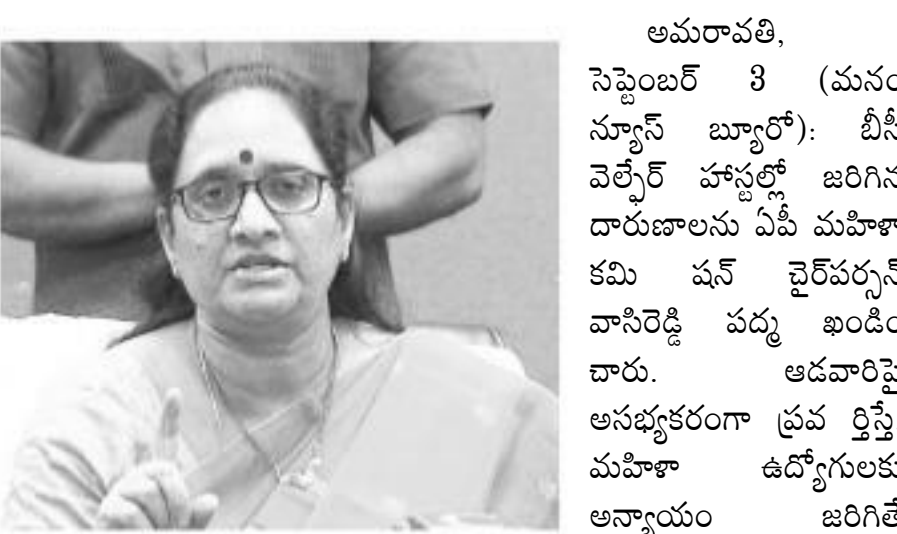 అమరావతి,
సెప్టెంబర్ 3 (మనం
న్యూస్ బ్యూరో): బీసీ
వెల్ఫేర్ హాస్టల్లో జరిగిన
దారుణాలను ఏపీ మహిళా
కమి షన్ చైర్‌పర్సన్
వాసిరెడ్డి పద్మ ఖండిం
చారు. ఆడవారిపై
అసభ్యకరంగా ప్రవ ర్తిస్తే,
మహిళా ఉద్యోగులకు
అన్యాయం జరిగితే